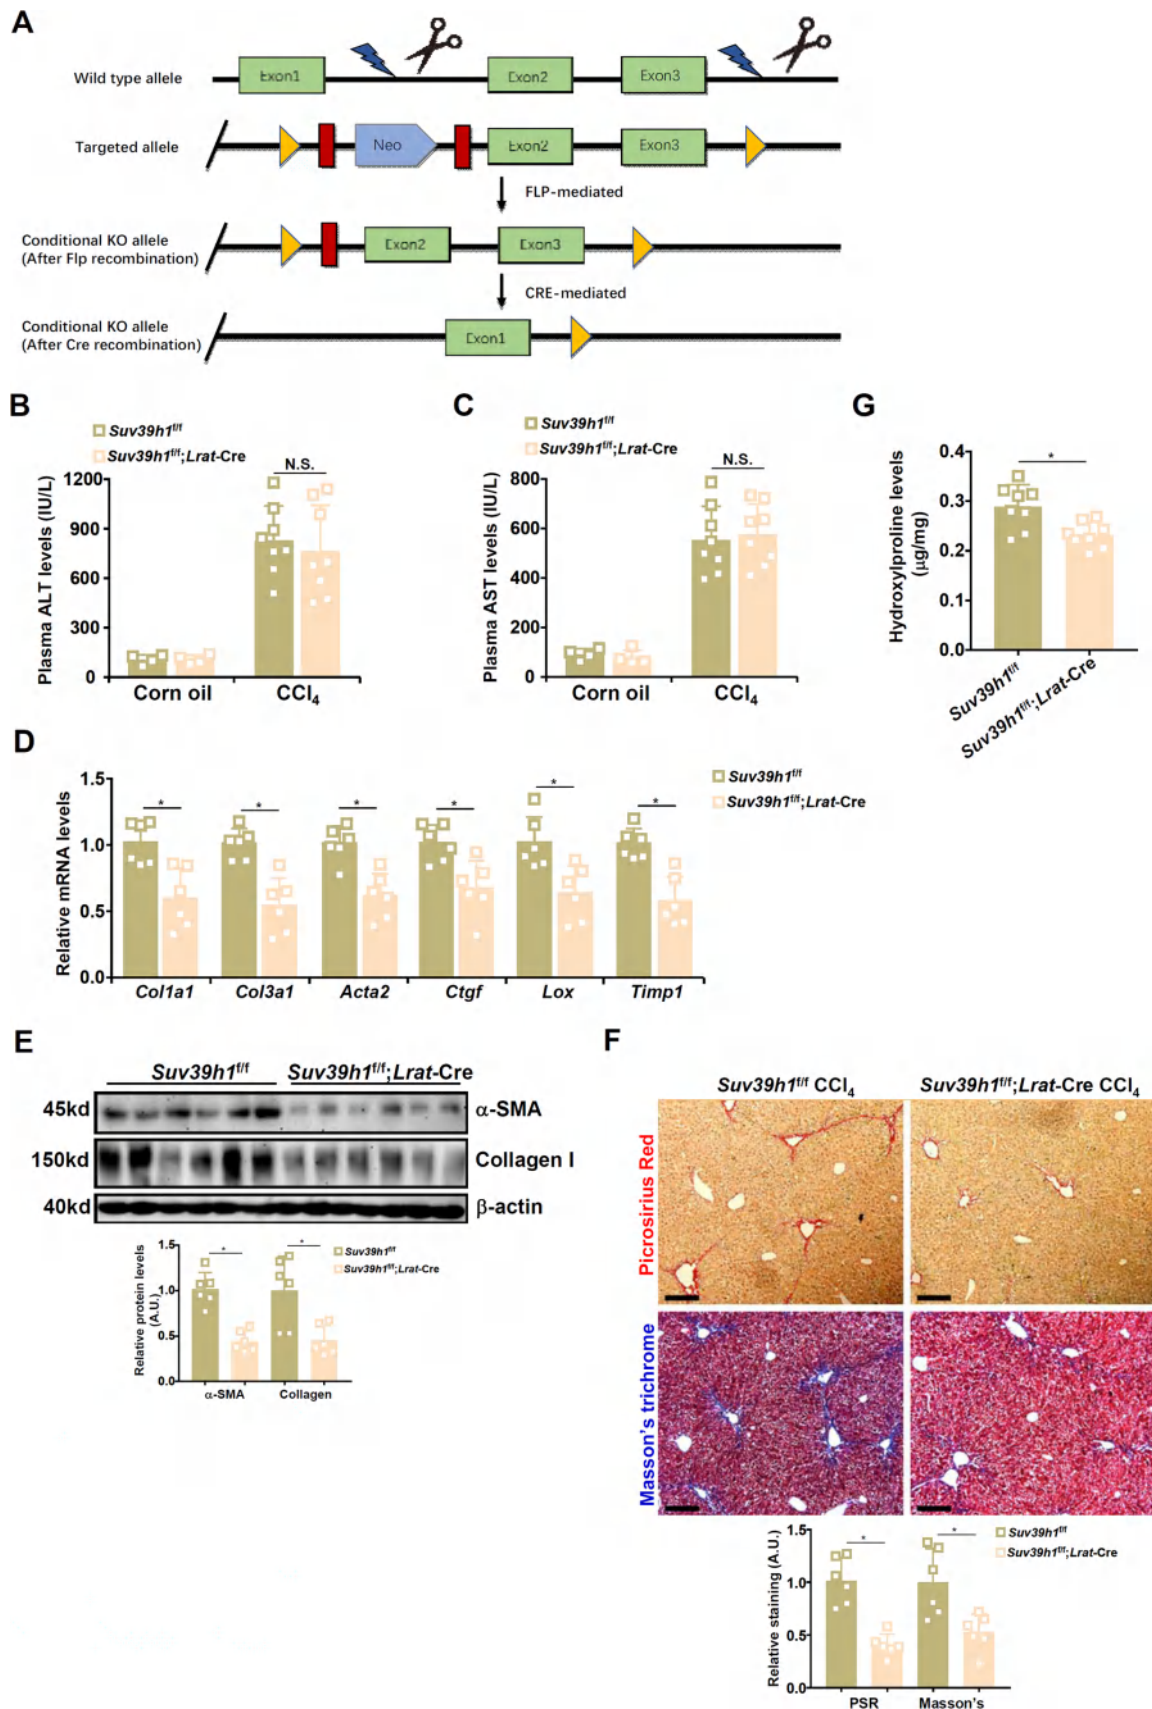 A
Wild type allele
Exon1
Exon2
Exon3
Targeted allele
Neo
Exon2
Exon3
FLP-mediated
Conditional KO allele
(After Flp recombination)
Exon2
Exon3
CRE-mediated
Conditional KO allele
(After Cre recombination)
Exon1
B
Suv39h1f/f
Suv39h1f/f;Lrat-Cre
Plasma ALT levels (IU/L)
1200
900
600
300
0
N.S.
Corn oil
CCl4
C
Suv39h1f/f
Suv39h1f/f;Lrat-Cre
Plasma AST levels (IU/L)
800
600
400
200
0
N.S.
Corn oil
CCl4
G
Hydroxylproline levels
(μg/mg)
0.4
0.3
0.2
0.1
0.0
*
Suv39h1f/f
Suv39h1f/f;Lrat-Cre
D
Relative mRNA levels
1.5
1.0
0.5
0.0
* * * * * *
Suv39h1f/f
Suv39h1f/f;Lrat-Cre
Col1a1 Col3a1 Acta2 Ctgf Lox Timp1
E
Suv39h1f/f Suv39h1f/f;Lrat-Cre
45kd α-SMA
150kd Collagen I
40kd β-actin
Relative protein levels
(A.U.)
1.5
1.0
0.5
0.0
* *
Suv39h1f/f
Suv39h1f/f;Lrat-Cre
α-SMA Collagen
F
Suv39h1f/f CCl4 Suv39h1f/f;Lrat-Cre CCl4
Picrosirius Red
Masson's trichrome
Relative staining (A.U.)
1.5
1.0
0.5
0.0
* *
Suv39h1f/f
Suv39h1f/f;Lrat-Cre
PSR Masson's